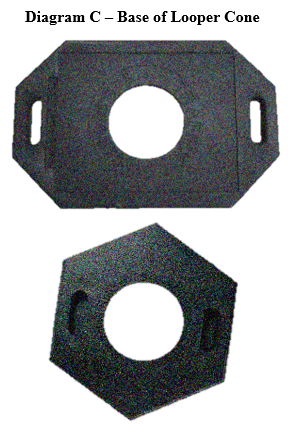 Diagram C – Base of Looper Cone